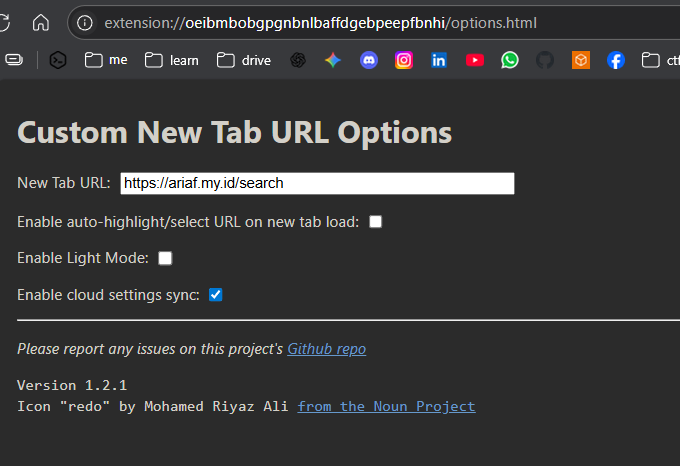 extension://oeibmbobgpgnbnlbaffdgebpeepfbnhi/options.html
me learn drive ctf
Custom New Tab URL Options
New Tab URL: https://ariaf.my.id/search
Enable auto-highlight/select URL on new tab load:
Enable Light Mode:
Enable cloud settings sync:
Please report any issues on this project's Github repo
Version 1.2.1
Icon "redo" by Mohamed Riyaz Ali from the Noun Project